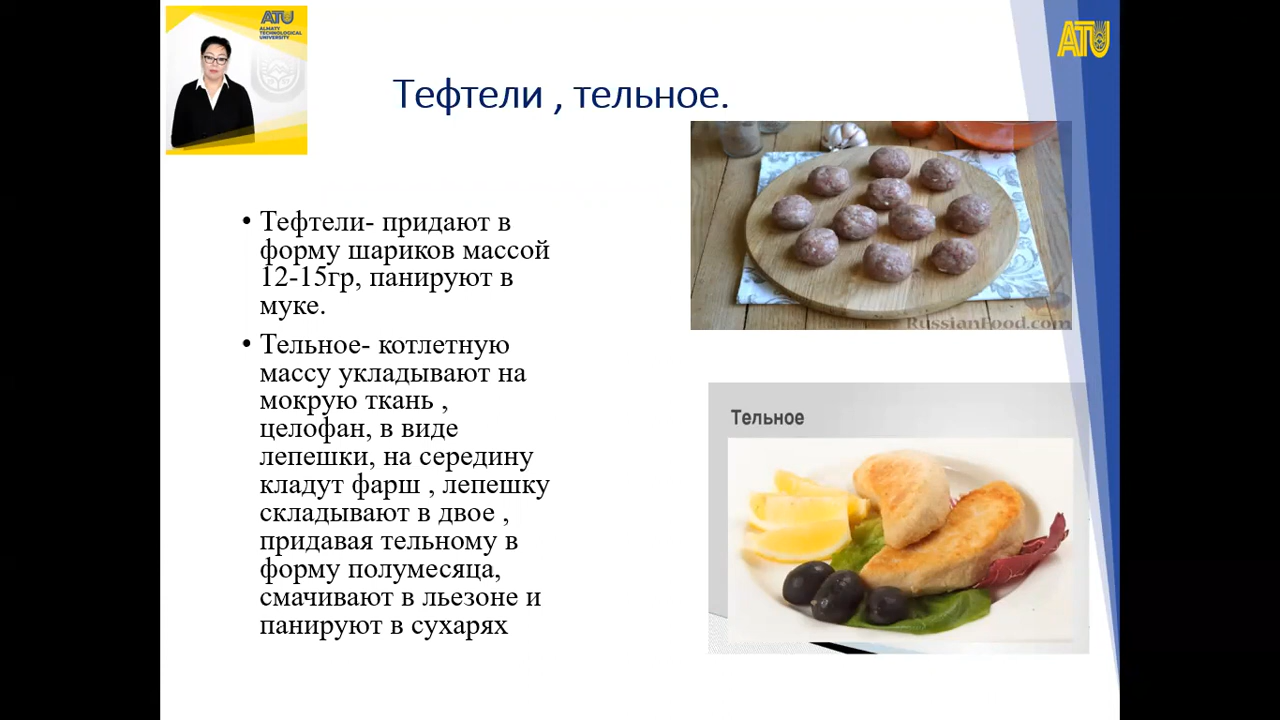 ATU
ALMATY
TECHNOLOGICAL
UNIVERSITY
ATU
Тефтели , тельное.
• Тефтели- придают в
форму шариков массой
12-15гр, панируют в
муке.
• Тельное- котлетную
массу укладывают на
мокрую ткань ,
целофан, в виде
лепешки, на середину
кладут фарш , лепешку
складывают в двое ,
придавая тельному в
форму полумесяца,
смачивают в льезоне и
панируют в сухарях
RussianFood.com
Тельное